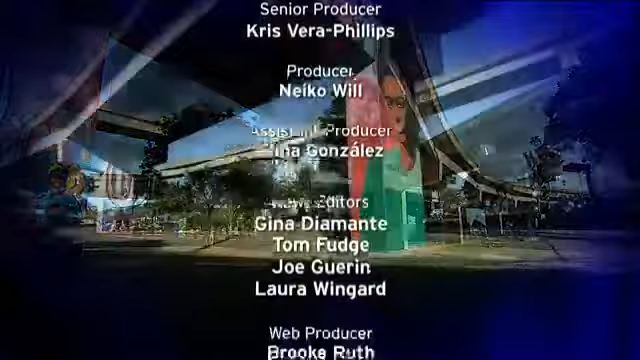 Senior Producer
Kris Vera-Phillips
Producer
Neiko Will
Producer
González
Editors
Gina Diamante
Tom Fudge
Joe Guerin
Laura Wingard
Web Producer
Brooke Ruth